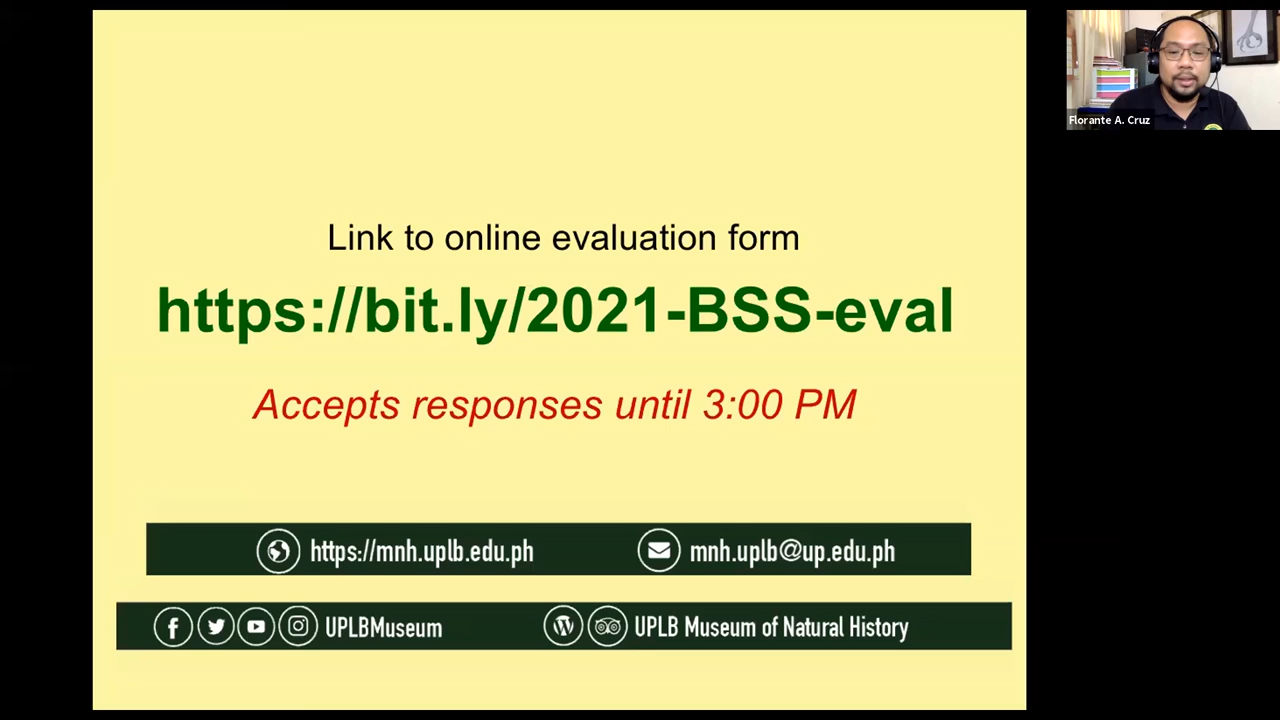 Link to online evaluation form
https://bit.ly/2021-BSS-eval
Accepts responses until 3:00 PM
https://mnh.uplb.edu.ph
mnh.uplb@up.edu.ph
UPLBMuseum
UPLB Museum of Natural History
Florante A. Cruz